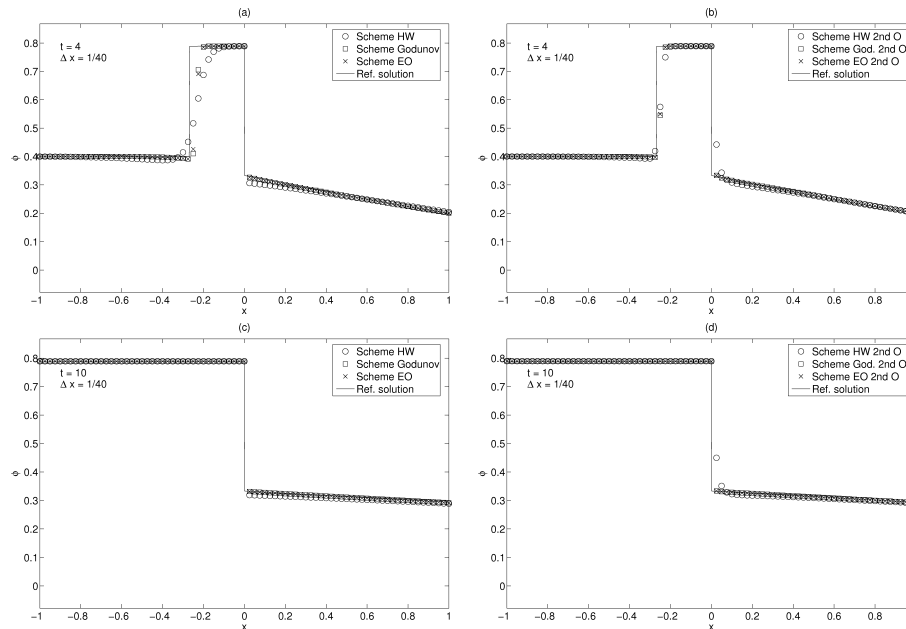 (a)
t = 4
Δ x = 1/40
Scheme HW
Scheme Godunov
Scheme EO
Ref. solution
0.8
0.7
0.6
0.5
0.4
0.3
0.2
0.1
0
φ
−1 −0.8 −0.6 −0.4 −0.2 0 0.2 0.4 0.6 0.8 1
x
(b)
t = 4
Δ x = 1/40
Scheme HW 2nd O
Scheme God. 2nd O
Scheme EO 2nd O
Ref. solution
0.8
0.7
0.6
0.5
0.4
0.3
0.2
0.1
0
φ
−1 −0.8 −0.6 −0.4 −0.2 0 0.2 0.4 0.6 0.8
x
(c)
t = 10
Δ x = 1/40
Scheme HW
Scheme Godunov
Scheme EO
Ref. solution
0.8
0.7
0.6
0.5
0.4
0.3
0.2
0.1
0
φ
−1 −0.8 −0.6 −0.4 −0.2 0 0.2 0.4 0.6 0.8 1
x
(d)
t = 10
Δ x = 1/40
Scheme HW 2nd O
Scheme God. 2nd O
Scheme EO 2nd O
Ref. solution
0.8
0.7
0.6
0.5
0.4
0.3
0.2
0.1
0
φ
−1 −0.8 −0.6 −0.4 −0.2 0 0.2 0.4 0.6 0.8
x